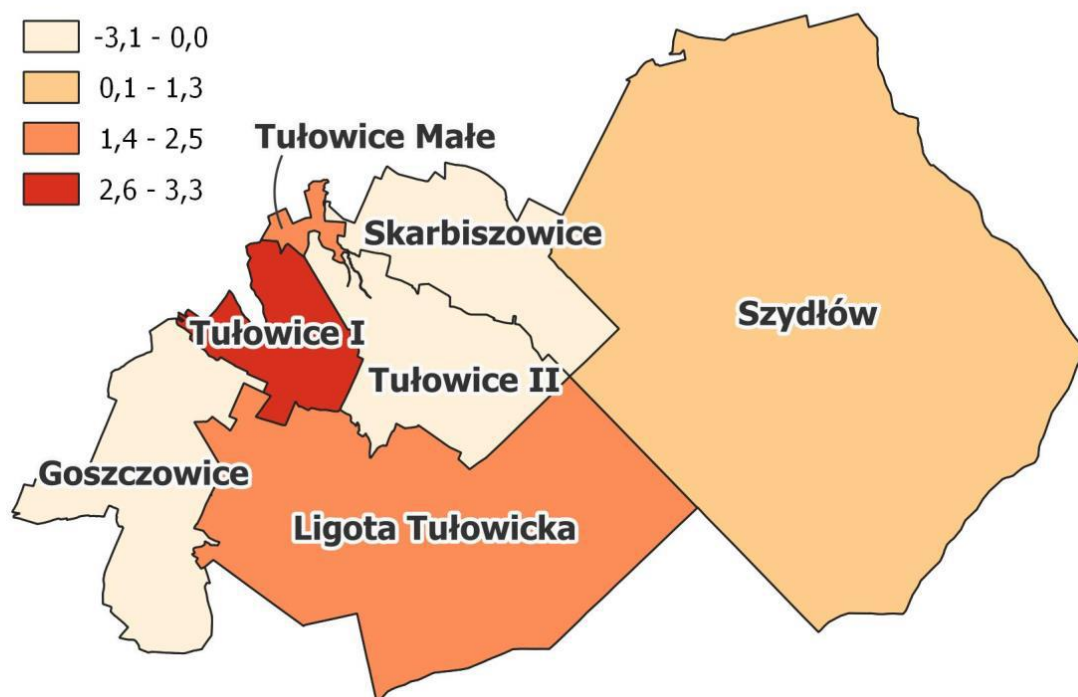 -3,1 - 0,0
0,1 - 1,3
1,4 - 2,5
2,6 - 3,3
Tułowice Małe
Skarbiszowice
Szydłów
Tułowice I
Tułowice II
Goszczowice
Ligota Tułowicka